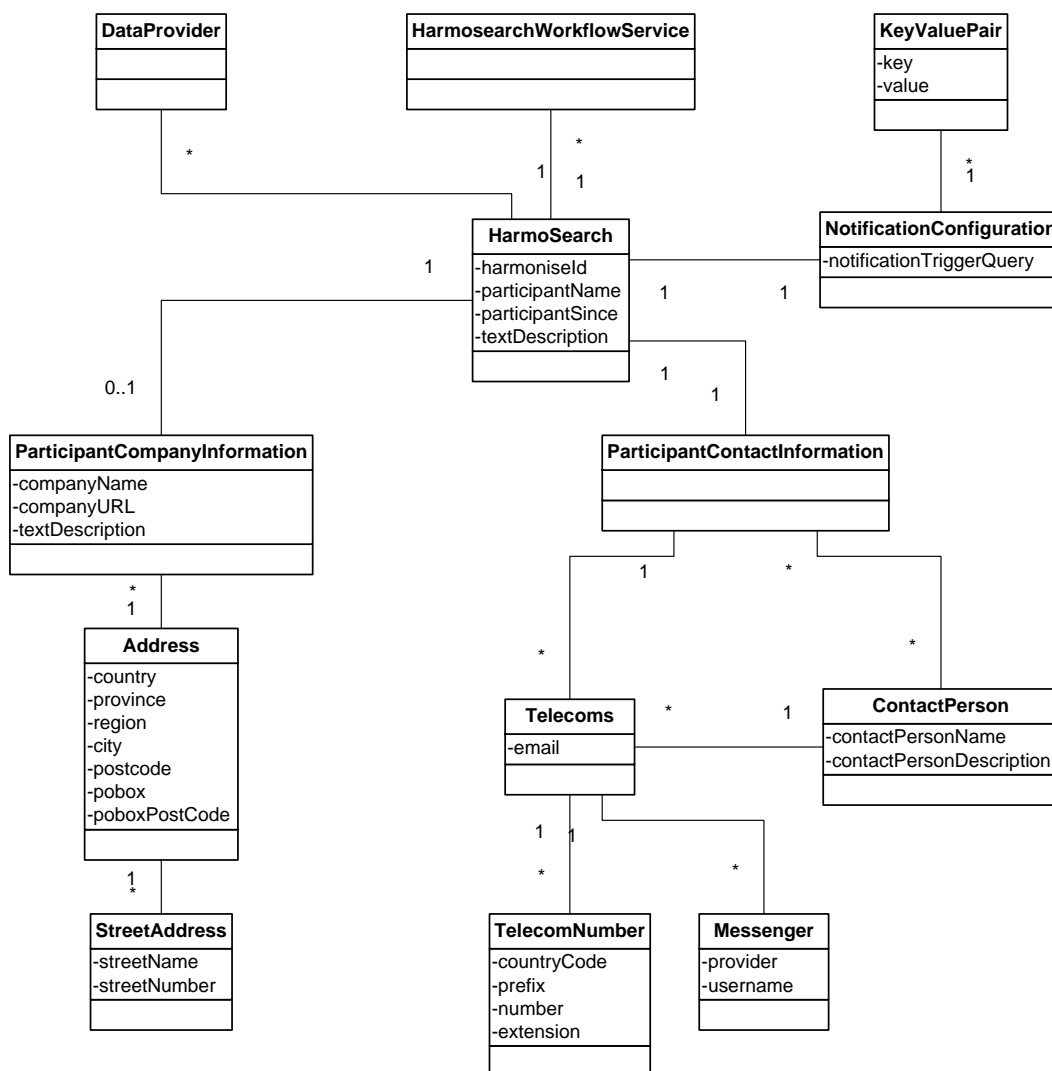 DataProvider
HarmosearchWorkflowService
KeyValuePair
-key
-value
*
*
1
1
*
1
HarmoSearch
-harmoniseId
-participantName
-participantSince
-textDescription
NotificationConfiguration
-notificationTriggerQuery
1
1
1
1
1
0..1
ParticipantCompanyInformation
-companyName
-companyURL
-textDescription
ParticipantContactInformation
*
1
1
*
*
*
Address
-country
-province
-region
-city
-postcode
-pobox
-poboxPostCode
Telecoms
-email
*
1
ContactPerson
-contactPersonName
-contactPersonDescription
1
1
*
*
1
*
StreetAddress
-streetName
-streetNumber
TelecomNumber
-countryCode
-prefix
-number
-extension
Messenger
-provider
-username